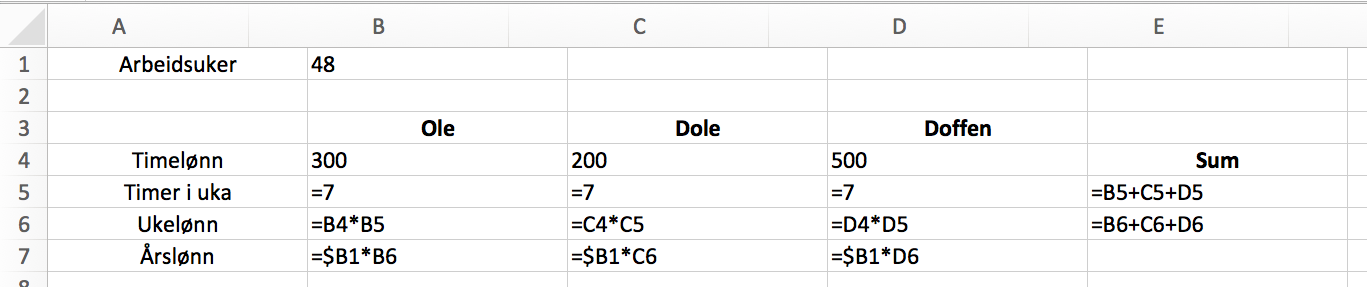 A B C D E
1 Arbeidsuker 48
2
3 Ole Dole Doffen
4 Timelønn 300 200 500 Sum
5 Timer i uka =7 =7 =7 =B5+C5+D5
6 Ukelønn =B4*B5 =C4*C5 =D4*D5 =B6+C6+D6
7 Årslønn =$B1*B6 =$B1*C6 =$B1*D6